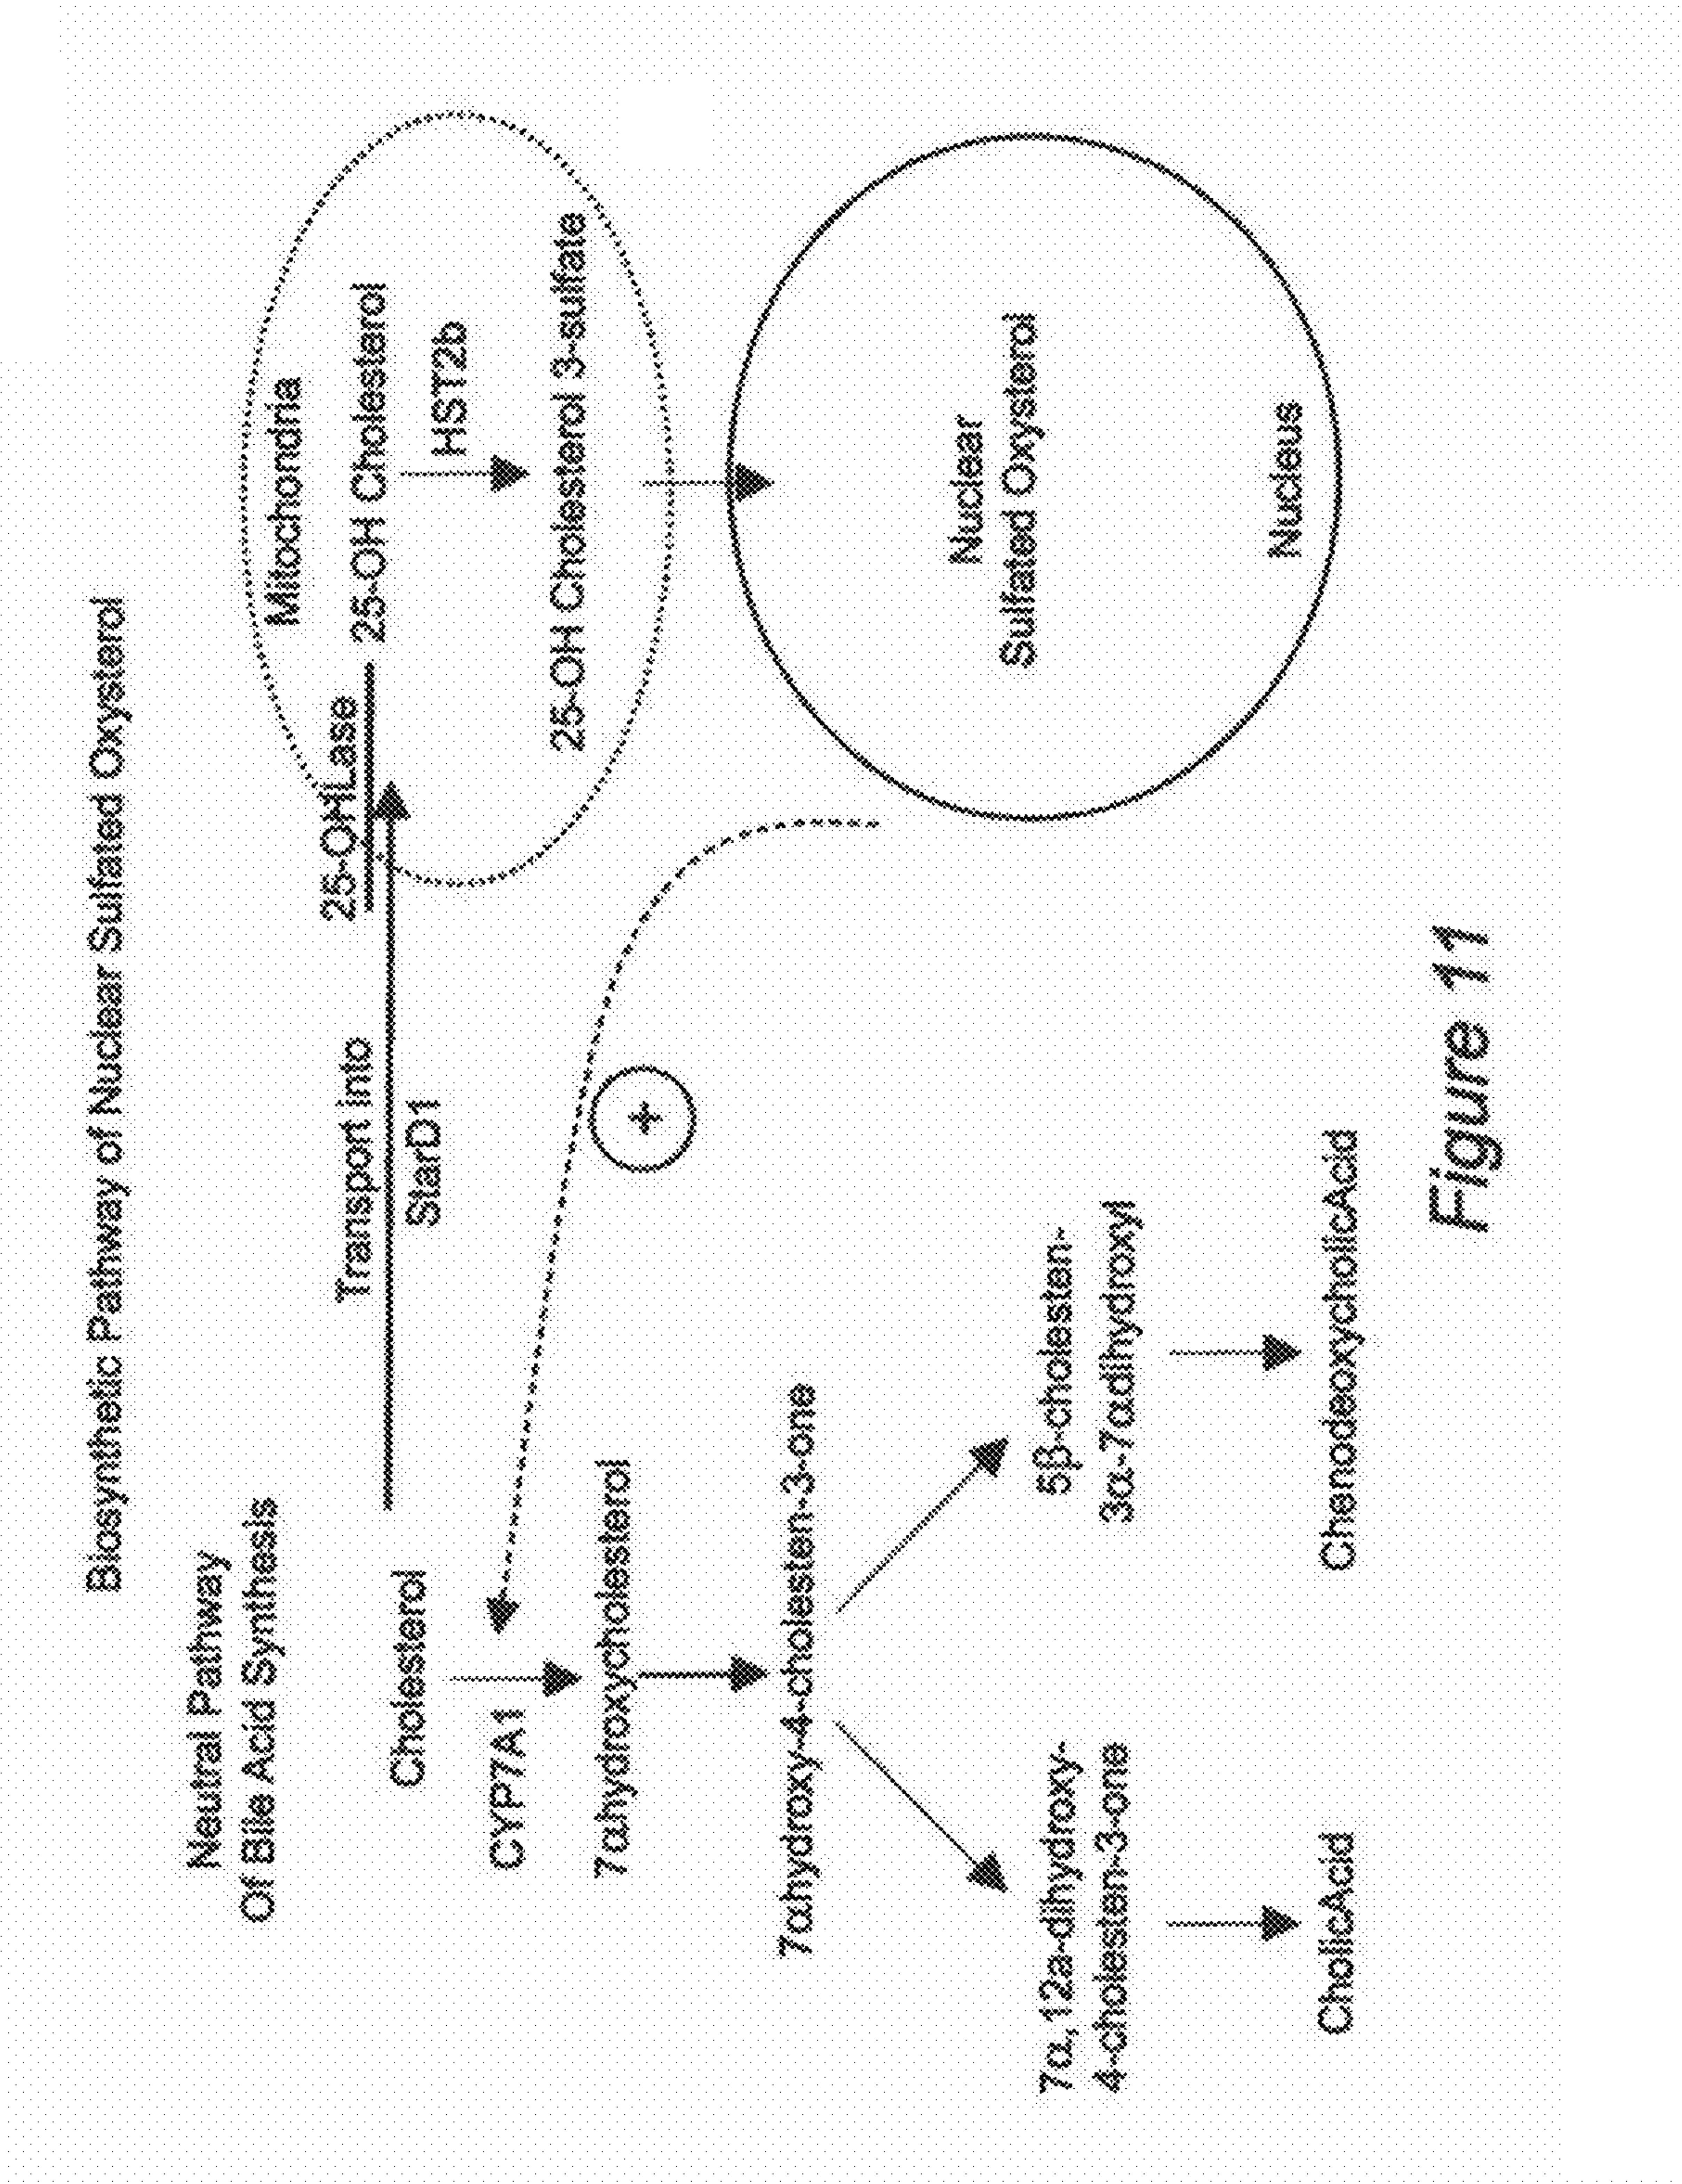 Biosynthetic Pathway of Nuclear Sulfated Oxysterol
Neutral Pathway
Of Bile Acid Synthesis
Mitochondria
Cholesterol
Transport into
StarD1
25-OHLase
25-OH Cholesterol
CYP7A1
HST2b
7αhydroxycholesterol
+
25-OH Cholesterol 3-sulfate
7αhydroxy-4-cholesten-3-one
Nuclear
Sulfated Oxysterol
7α,12a-dihydroxy-
4-cholesten-3-one
5β-cholesten-
3α-7αdihydroxyl
Nucleus
CholicAcid
ChenodeoxycholicAcid
Figure 11